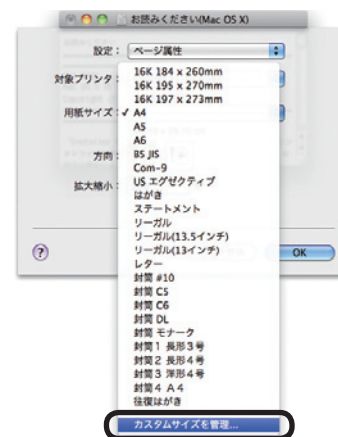 お読みください(Mac OS X)
設定： ページ属性
対象プリンタ：
用紙サイズ：
方向：
拡大縮小：
16K 184 x 260mm
16K 195 x 270mm
16K 197 x 273mm
✓ A4
A5
A6
B5 JIS
Com-9
US エグゼクティブ
はがき
ステートメント
リーガル
リーガル(13.5インチ)
リーガル(13インチ)
レター
封筒 #10
封筒 C5
封筒 C6
封筒 DL
封筒 モナーク
封筒1 長形3号
封筒2 長形4号
封筒3 洋形4号
封筒4 A4
往復はがき
カスタムサイズを管理...
?
OK